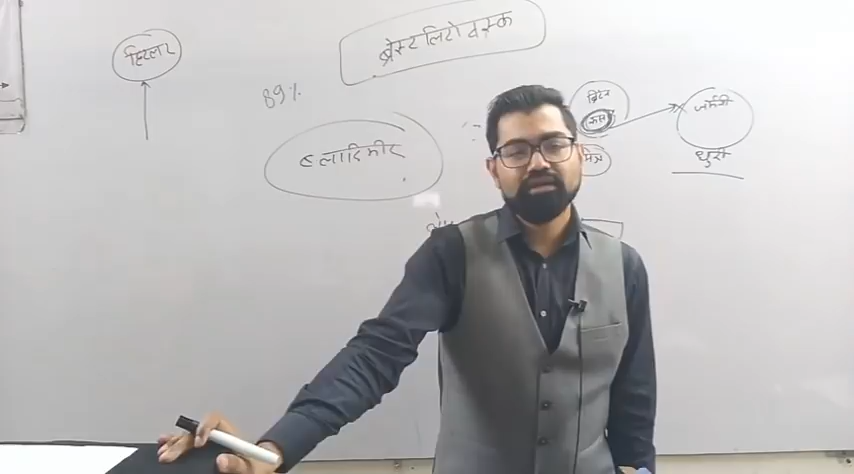 ब्रेस्ट लिटोवस्क
हिटलर
89%
ब्रिटेन
रूस
जर्मनी
ब्लादिमीर
मित्र
धुरी